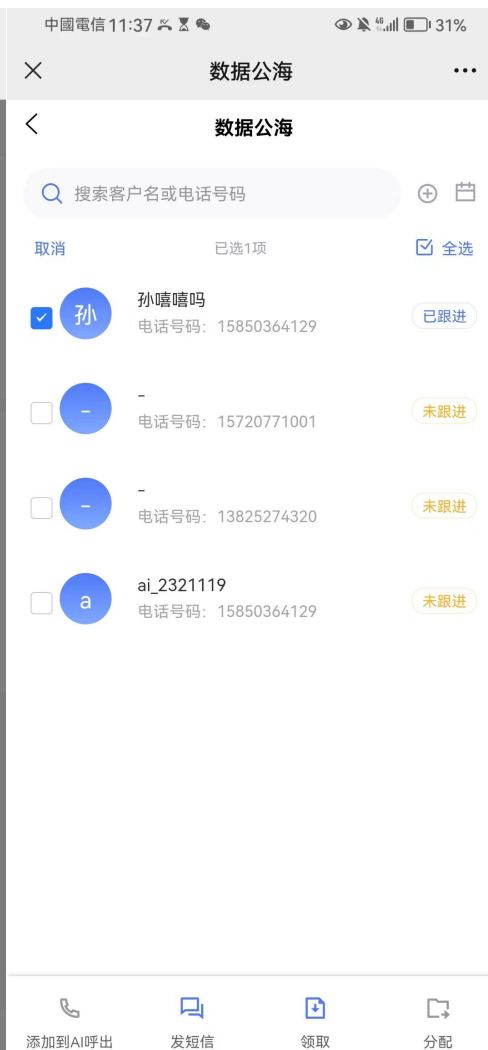 中國電信 11:37 46 31%
数据公海
数据公海
搜索客户名或电话号码
取消 已选1项 全选
孙 孙嘻嘻吗 已跟进
电话号码: 15850364129
- - 未跟进
电话号码: 15720771001
- - 未跟进
电话号码: 13825274320
a ai_2321119 未跟进
电话号码: 15850364129
添加到AI呼出 发短信 领取 分配